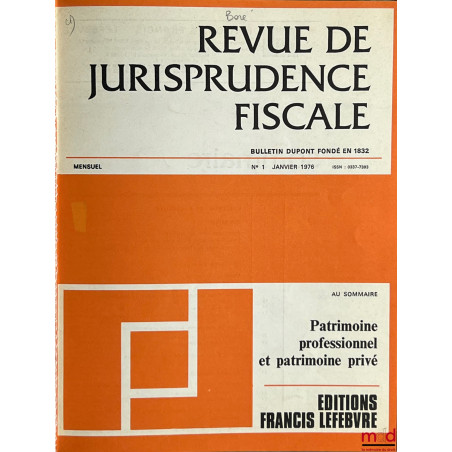 Boré
REVUE DE
JURISPRUDENCE
FISCALE
BULLETIN DUPONT FONDÉ EN 1832
MENSUEL
N° 1 JANVIER 1976
ISSN : 0337-7393
AU SOMMAIRE
Patrimoine
professionnel
et patrimoine privé
EDITIONS
FRANCIS LEFEBVRE